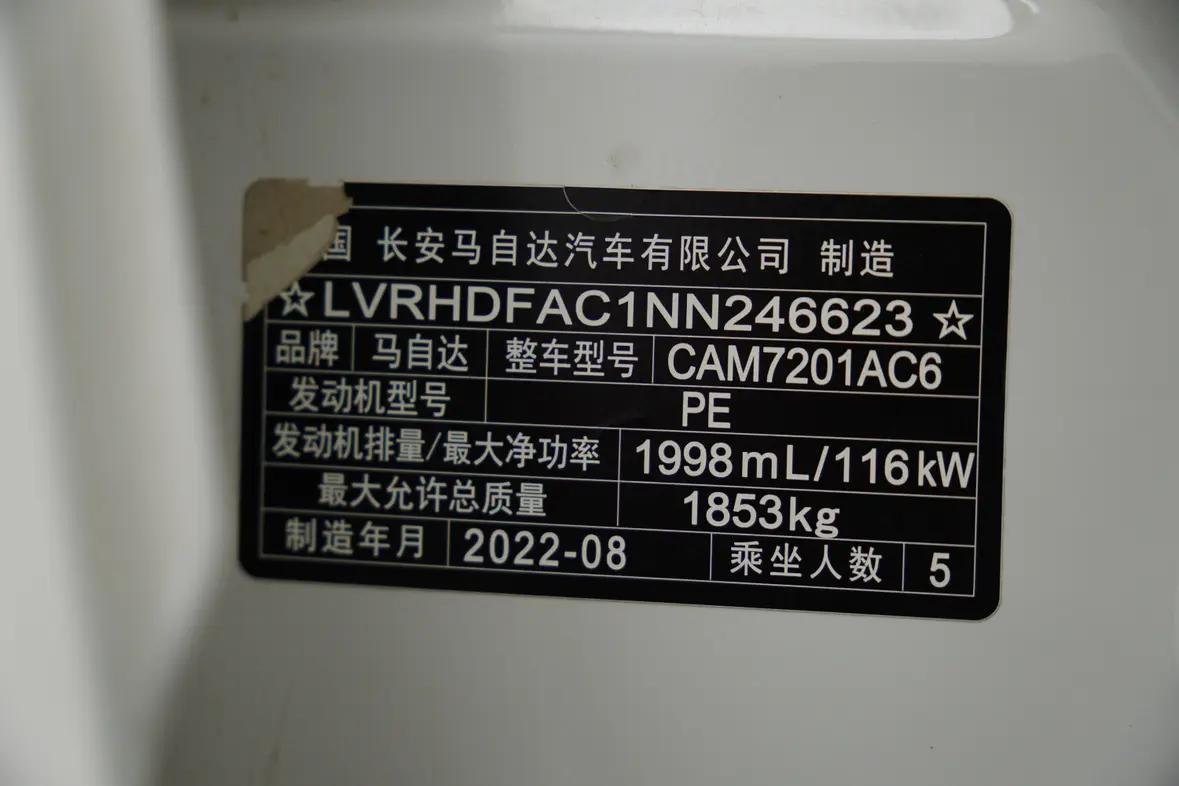 国 长安马自达汽车有限公司 制造
☆LVRHDFAC1NN246623☆
品牌 马自达 整车型号 CAM7201AC6
发动机型号 PE
发动机排量/最大净功率 1998mL/116kW
最大允许总质量 1853kg
制造年月 2022-08 乘坐人数 5